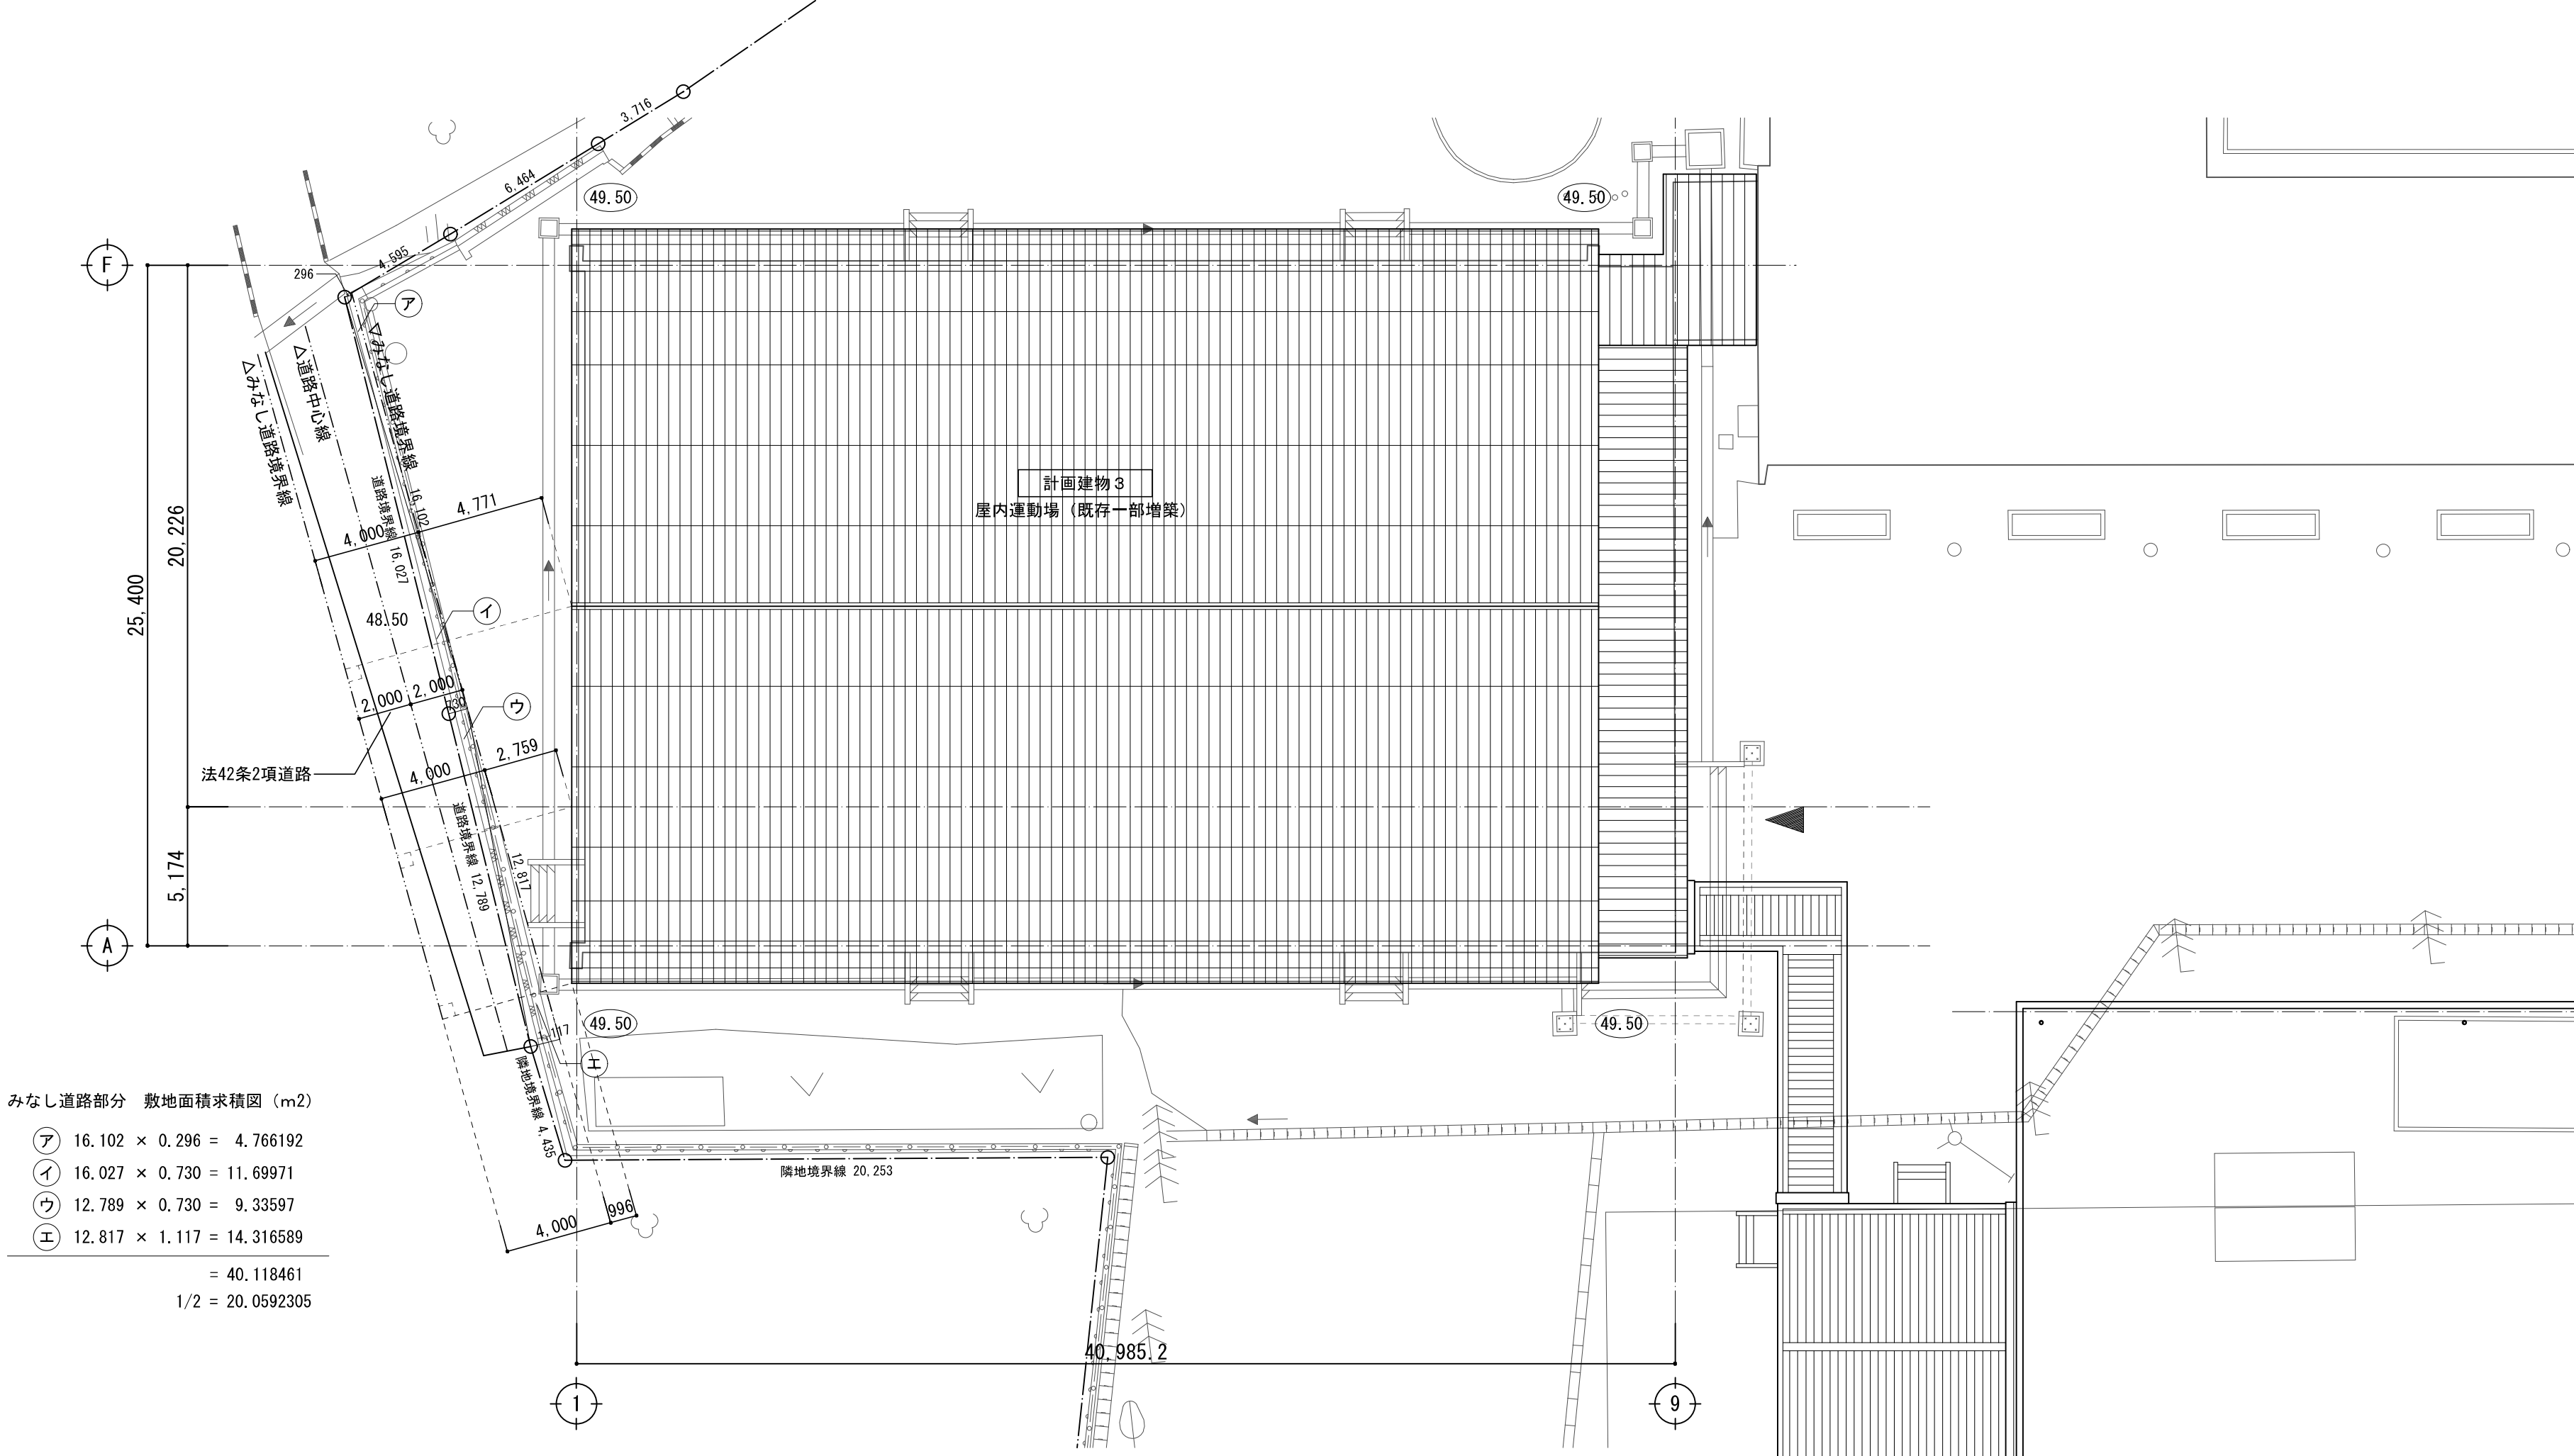 3,716
6.464
49.50
49.50
4,595
296
F
ア
▽みなし道路境界線
△道路中心線
△みなし道路境界線
計画建物3
屋内運動場（既存一部増築）
道路境界線 16,027
16,102
4,771
4,000
20,226
25,400
イ
48.50
2,000
2,000
730
ウ
2,759
4,000
法42条2項道路
道路境界線 12,789
12,817
5,174
A
1,117
49.50
49.50
エ
隣地境界線 4,435
隣地境界線 20,253
996
4,000
みなし道路部分　敷地面積求積図（m2）
ア 16.102 × 0.296 = 4.766192
イ 16.027 × 0.730 = 11.69971
ウ 12.789 × 0.730 = 9.33597
エ 12.817 × 1.117 = 14.316589
= 40.118461
1/2 = 20.0592305
40,985.2
1
9